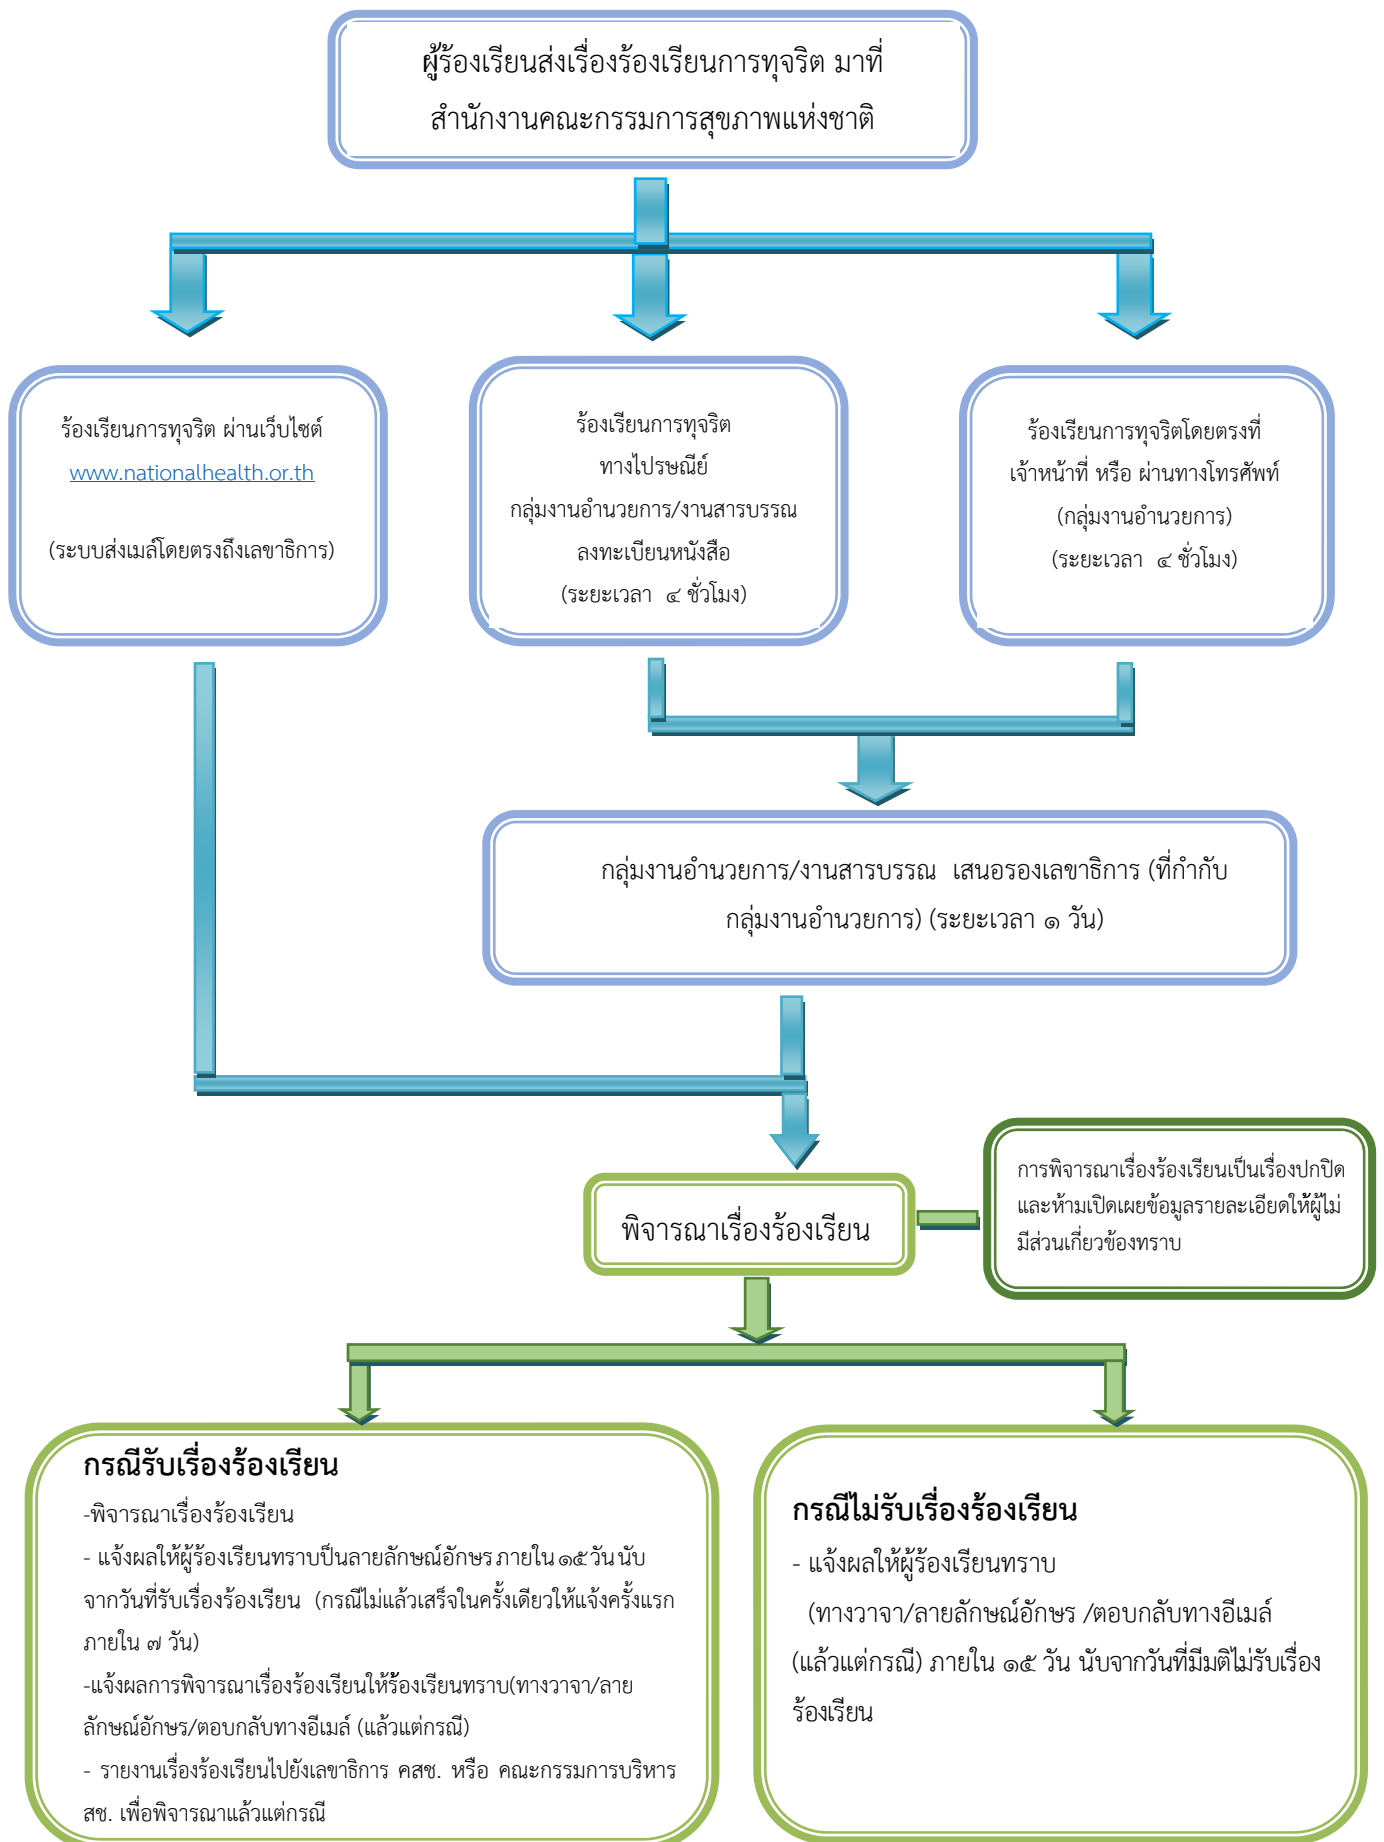 ผู้ร้องเรียนส่งเรื่องร้องเรียนการทุจริต มาที่
สำนักงานคณะกรรมการสุขภาพแห่งชาติ
ร้องเรียนการทุจริต ผ่านเว็บไซต์
www.nationalhealth.or.th
(ระบบส่งเมล์โดยตรงถึงเลขาธิการ)
ร้องเรียนการทุจริต
ทางไปรษณีย์
กลุ่มงานอำนวยการ/งานสารบรรณ
ลงทะเบียนหนังสือ
(ระยะเวลา ๔ ชั่วโมง)
ร้องเรียนการทุจริตโดยตรงที่
เจ้าหน้าที่ หรือ ผ่านทางโทรศัพท์
(กลุ่มงานอำนวยการ)
(ระยะเวลา ๔ ชั่วโมง)
กลุ่มงานอำนวยการ/งานสารบรรณ เสนอรองเลขาธิการ (ที่กำกับ
กลุ่มงานอำนวยการ) (ระยะเวลา ๑ วัน)
พิจารณาเรื่องร้องเรียน
การพิจารณาเรื่องร้องเรียนเป็นเรื่องปกปิด
และห้ามเปิดเผยข้อมูลรายละเอียดให้ผู้ไม่
มีส่วนเกี่ยวข้องทราบ
กรณีรับเรื่องร้องเรียน
-พิจารณาเรื่องร้องเรียน
- แจ้งผลให้ผู้ร้องเรียนทราบป็นลายลักษณ์อักษร ภายใน ๑๕ วัน นับ
จากวันที่รับเรื่องร้องเรียน (กรณีไม่แล้วเสร็จในครั้งเดียวให้แจ้งครั้งแรก
ภายใน ๗ วัน)
-แจ้งผลการพิจารณาเรื่องร้องเรียนให้ร้องเรียนทราบ(ทางวาจา/ลาย
ลักษณ์อักษร/ตอบกลับทางอีเมล์ (แล้วแต่กรณี)
- รายงานเรื่องร้องเรียนไปยังเลขาธิการ คสช. หรือ คณะกรรมการบริหาร
สช. เพื่อพิจารณาแล้วแต่กรณี
กรณีไม่รับเรื่องร้องเรียน
- แจ้งผลให้ผู้ร้องเรียนทราบ
(ทางวาจา/ลายลักษณ์อักษร /ตอบกลับทางอีเมล์
(แล้วแต่กรณี) ภายใน ๑๕ วัน นับจากวันที่มีมติไม่รับเรื่อง
ร้องเรียน